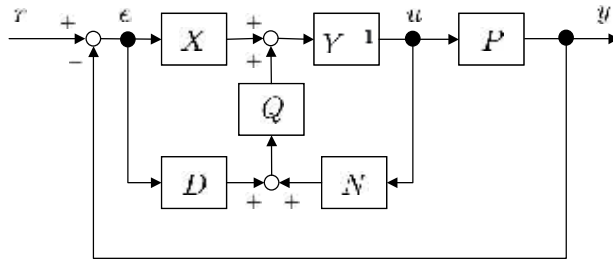 r + e X + Y⁻¹ u P y
− +
Q
D + + N